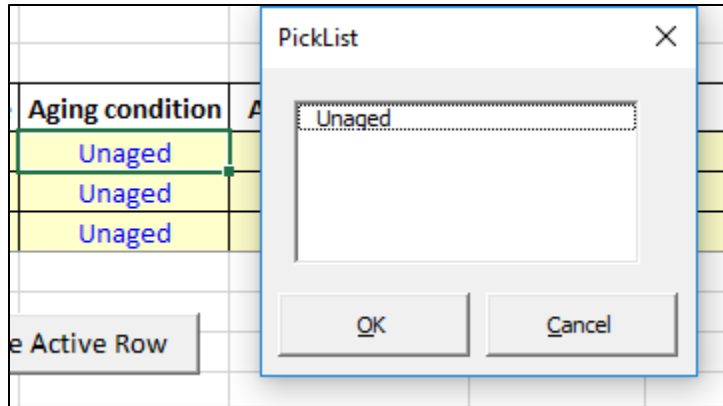 PickList
Aging condition A
Unaged
Unaged
Unaged
Unaged
OK
Cancel
e Active Row